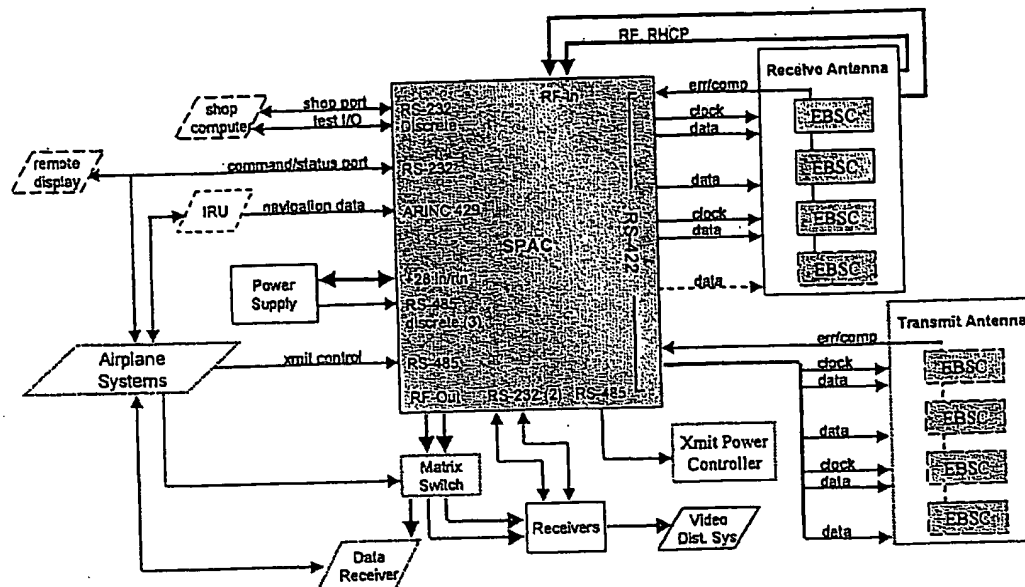 RF, RHCP
Receive Antenna
err/comp
EBSC
clock
data
EBSC
data
EBSC
clock
data
EBSC
data
shop
compute
shop port
test I/O
remote
display
command/status port
IRU
navigation data
Power
Supply
Airplane
Systems
xmit control
RF-In
RS-232
Discrete
RS-232
ARINC 429
SPAC
RS-422
+28 in/rtn
RS-485
discrete (3)
RS-485
RF-Out
RS-232 (2)
RS-485
Transmit Antenna
err/comp
EBSC
clock
data
EBSC
data
clock
EBSC
data
EBSC
data
Matrix
Switch
Xmit Power
Controller
Receivers
Video
Dist. Sys
Data
Receiver